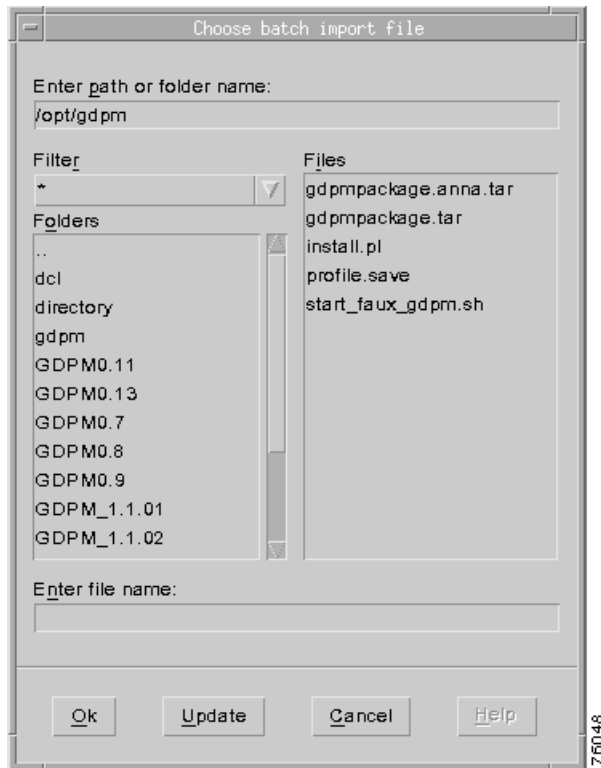 Choose batch import file
Enter path or folder name:
/opt/gdpm
Filter
*
Folders
..
dcl
directory
gdpm
GDPM0.11
GDPM0.13
GDPM0.7
GDPM0.8
GDPM0.9
GDPM_1.1.01
GDPM_1.1.02
Files
gdpmpackage.anna.tar
gdpmpackage.tar
install.pl
profile.save
start_faux_gdpm.sh
Enter file name:
Ok
Update
Cancel
Help
76048